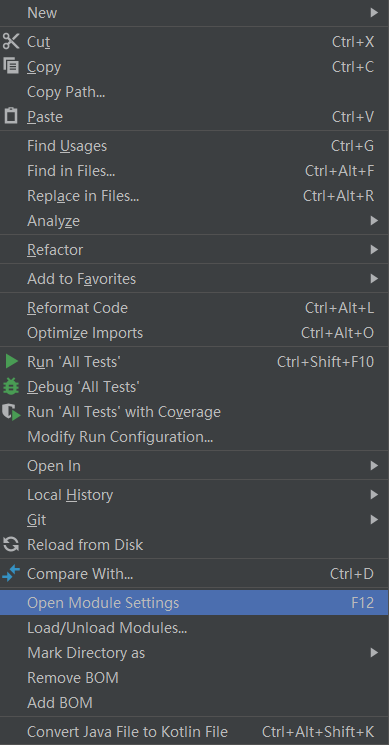 New
Cut Ctrl+X
Copy Ctrl+C
Copy Path...
Paste Ctrl+V
Find Usages Ctrl+G
Find in Files... Ctrl+Alt+F
Replace in Files... Ctrl+Alt+R
Analyze
Refactor
Add to Favorites
Reformat Code Ctrl+Alt+L
Optimize Imports Ctrl+Alt+O
Run 'All Tests' Ctrl+Shift+F10
Debug 'All Tests'
Run 'All Tests' with Coverage
Modify Run Configuration...
Open In
Local History
Git
Reload from Disk
Compare With... Ctrl+D
Open Module Settings F12
Load/Unload Modules...
Mark Directory as
Remove BOM
Add BOM
Convert Java File to Kotlin File Ctrl+Alt+Shift+K